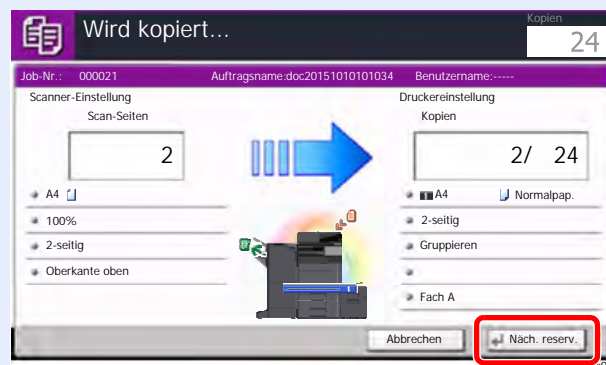 Wird kopiert...
Kopien
24
Job-Nr.: 000021 Auftragsname:doc20151010101034 Benutzername:-----
Scanner-Einstellung Druckereinstellung
Scan-Seiten Kopien
2 2/ 24
A4 A4 Normalpap.
100% 2-seitig
2-seitig Gruppieren
Oberkante oben
Fach A
Abbrechen Näch. reserv.